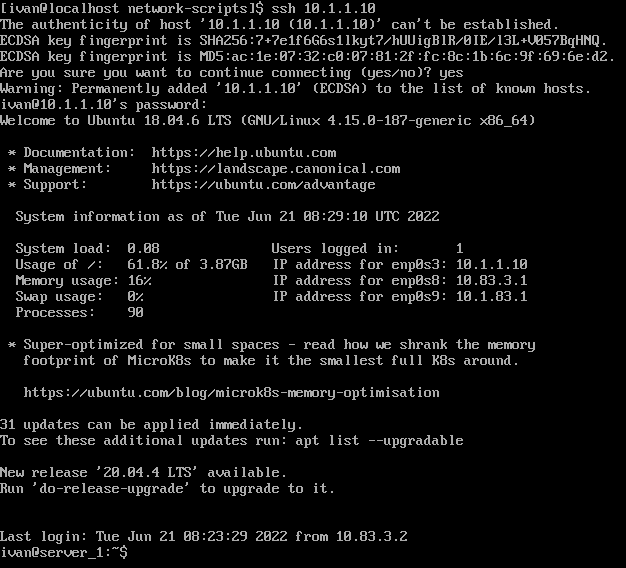 [ivan@localhost network-scripts]$ ssh 10.1.1.10
The authenticity of host '10.1.1.10 (10.1.1.10)' can't be established.
ECDSA key fingerprint is SHA256:7+7e1f6G6s1lkyt7/hUUigBlR/0IE/l3L+V057BqHNQ.
ECDSA key fingerprint is MD5:ac:1e:07:32:c0:07:81:2f:fc:8c:1b:6c:9f:69:6e:d2.
Are you sure you want to continue connecting (yes/no)? yes
Warning: Permanently added '10.1.1.10' (ECDSA) to the list of known hosts.
ivan@10.1.1.10's password:
Welcome to Ubuntu 18.04.6 LTS (GNU/Linux 4.15.0-187-generic x86_64)
* Documentation:  https://help.ubuntu.com
* Management:     https://landscape.canonical.com
* Support:        https://ubuntu.com/advantage
System information as of Tue Jun 21 08:29:10 UTC 2022
System load:  0.08              Users logged in:       1
Usage of /:   61.8% of 3.87GB   IP address for enp0s3: 10.1.1.10
Memory usage: 16%               IP address for enp0s8: 10.83.3.1
Swap usage:   0%                IP address for enp0s9: 10.1.83.1
Processes:    90
* Super-optimized for small spaces - read how we shrank the memory
footprint of MicroK8s to make it the smallest full K8s around.
https://ubuntu.com/blog/microk8s-memory-optimisation
31 updates can be applied immediately.
To see these additional updates run: apt list --upgradable
New release '20.04.4 LTS' available.
Run 'do-release-upgrade' to upgrade to it.
Last login: Tue Jun 21 08:23:29 2022 from 10.83.3.2
ivan@server_1:~$